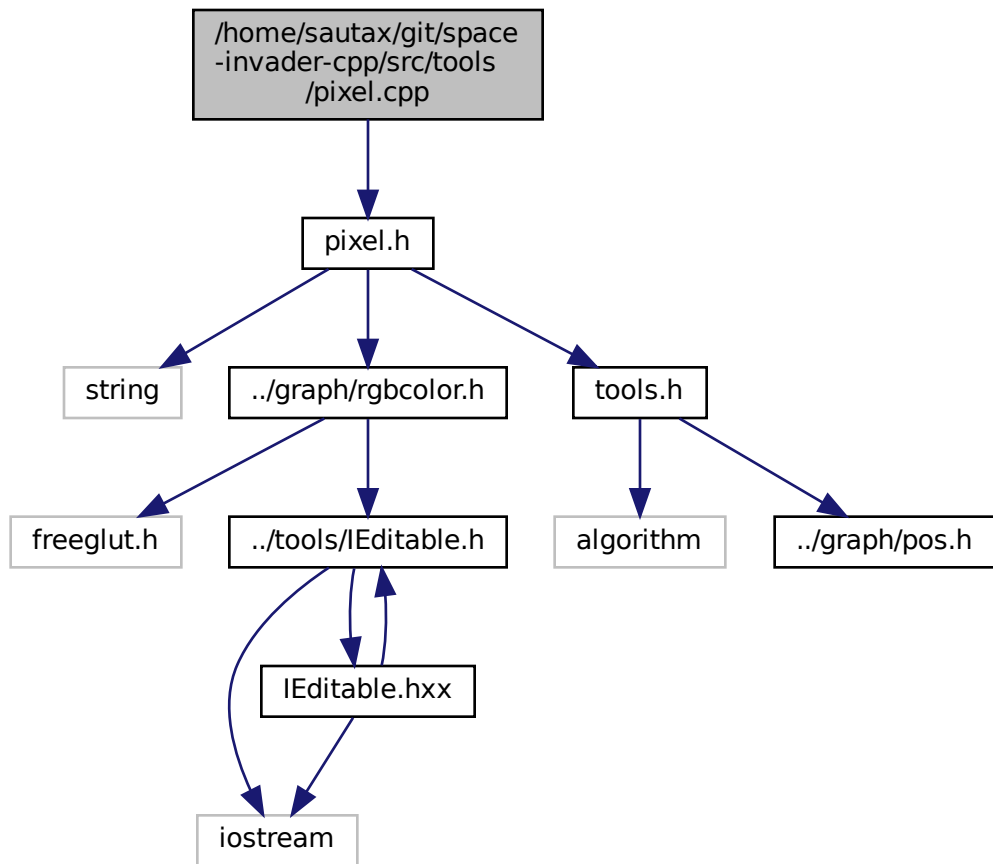 /home/sautax/git/space
-invader-cpp/src/tools
/pixel.cpp
pixel.h
string
../graph/rgbcolor.h
tools.h
freeglut.h
../tools/IEditable.h
algorithm
../graph/pos.h
IEditable.hxx
iostream